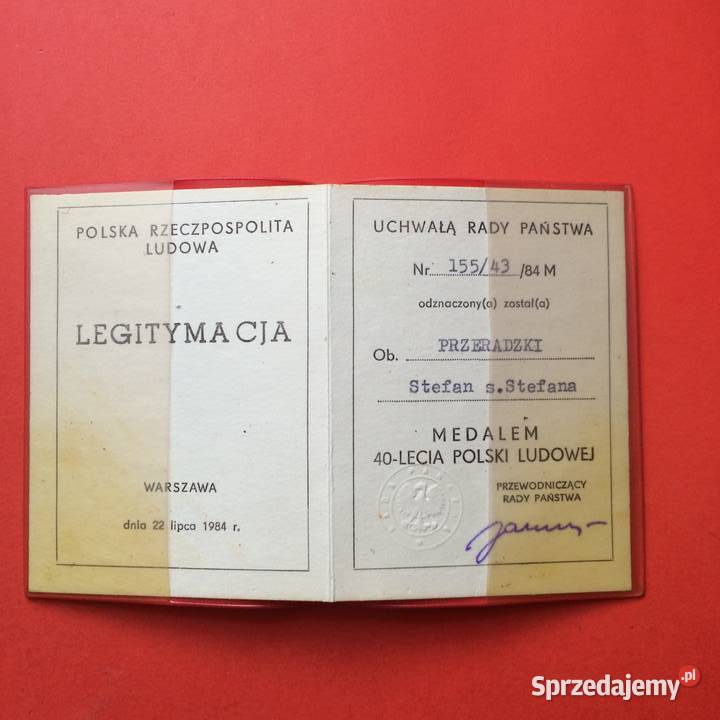 POLSKA RZECZPOSPOLITA
LUDOWA
LEGITYMACJA
WARSZAWA
dnia 22 lipca 1984 r.
UCHWAŁĄ RADY PAŃSTWA
Nr 155/43 /84 M
odznaczony(a) został(a)
Ob. PRZERADZKI
Stefan s.Stefana
MEDALEM
40-LECIA POLSKI LUDOWEJ
PRZEWODNICZĄCY
RADY PAŃSTWA
Sprzedajemy.pl